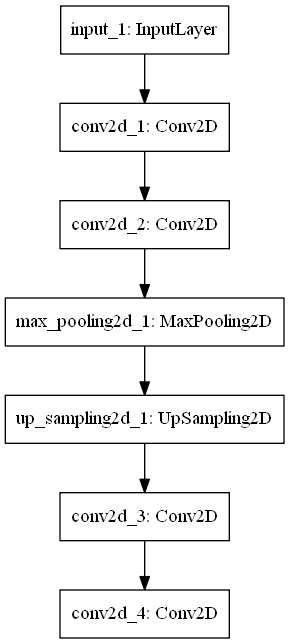 input_1: InputLayer
conv2d_1: Conv2D
conv2d_2: Conv2D
max_pooling2d_1: MaxPooling2D
up_sampling2d_1: UpSampling2D
conv2d_3: Conv2D
conv2d_4: Conv2D